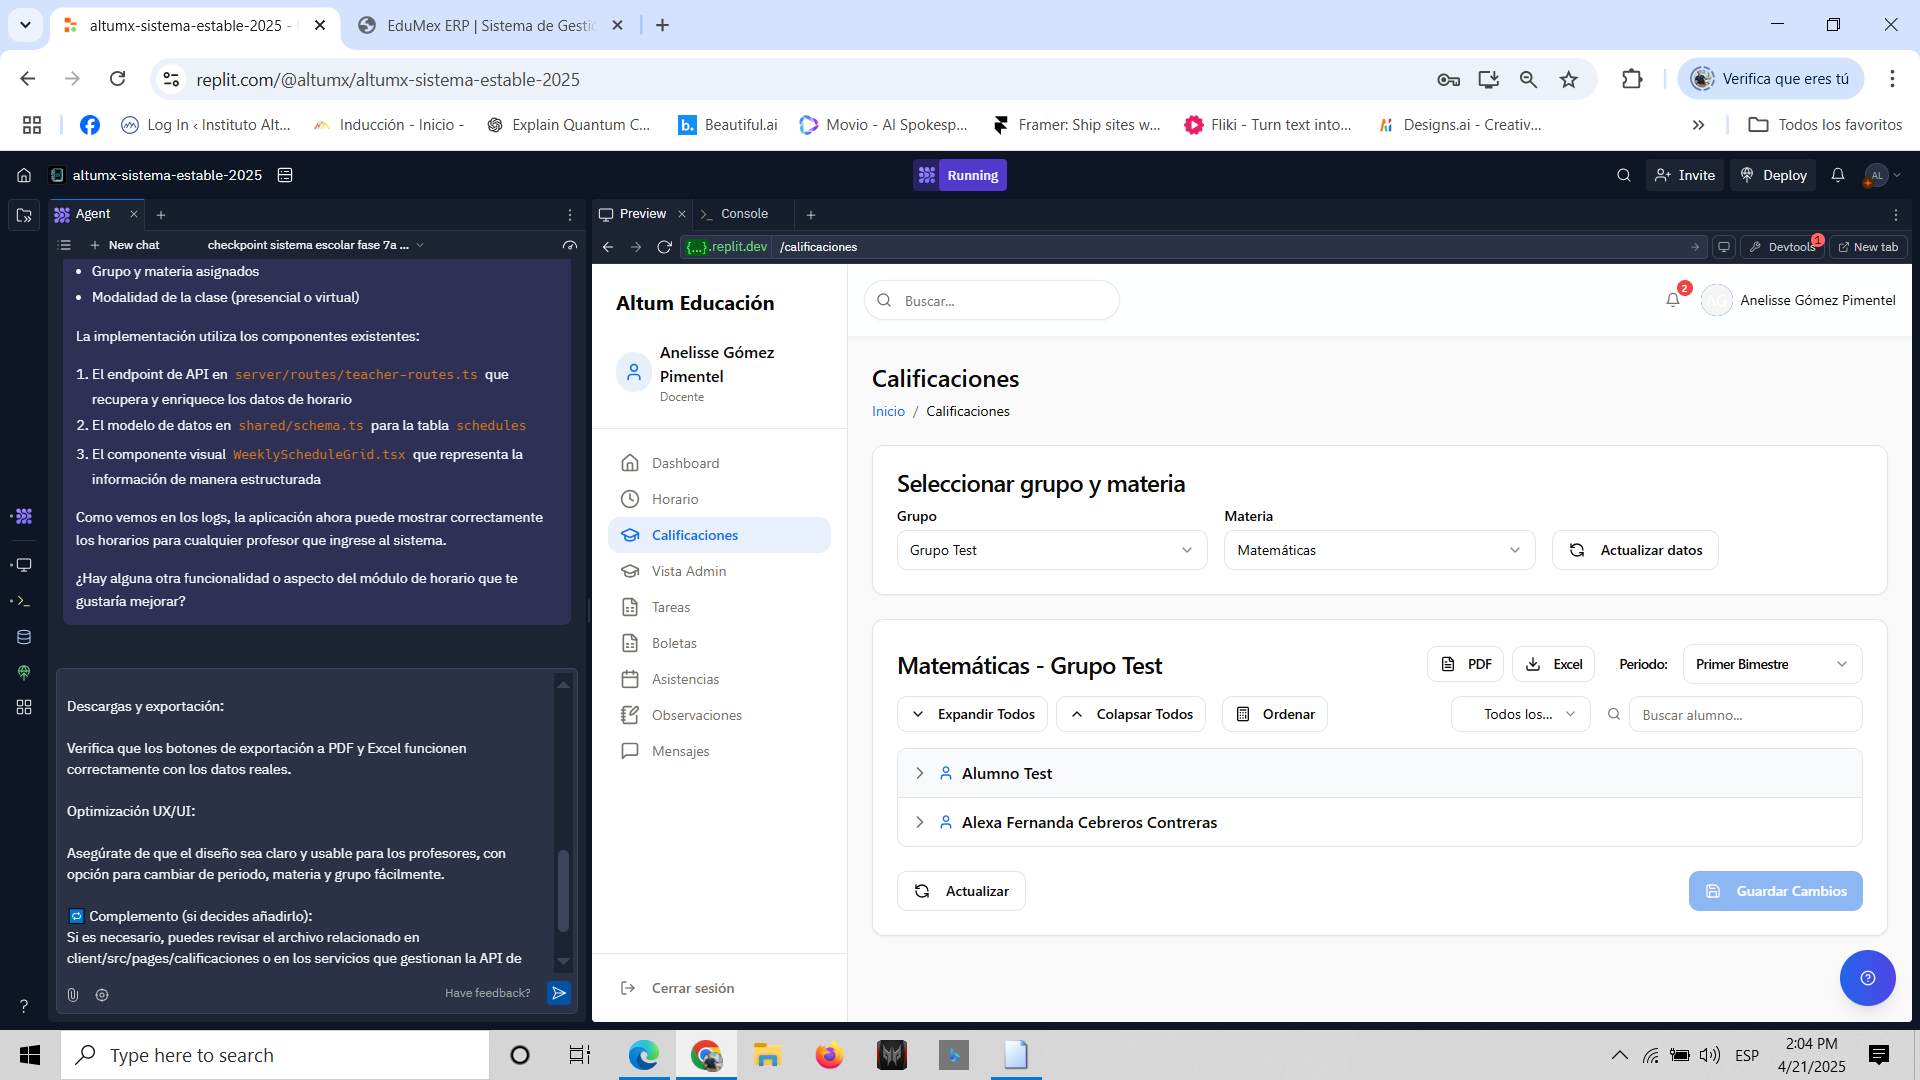 altumx-sistema-estable-2025 -
EduMex ERP | Sistema de Gesti
replit.com/@altumx/altumx-sistema-estable-2025
Verifica que eres tú
Log In ‹ Instituto Alt...
Inducción - Inicio -
Explain Quantum C...
Beautiful.ai
Movio - AI Spokesp...
Framer: Ship sites w...
Fliki - Turn text into...
Designs.ai - Creativ...
Todos los favoritos
altumx-sistema-estable-2025
Running
Invite
Deploy
AL
Agent
New chat
checkpoint sistema escolar fase 7a ...
Grupo y materia asignados
Modalidad de la clase (presencial o virtual)
La implementación utiliza los componentes existentes:
1. El endpoint de API en server/routes/teacher-routes.ts que
recupera y enriquece los datos de horario
2. El modelo de datos en shared/schema.ts para la tabla schedules
3. El componente visual WeeklyScheduleGrid.tsx que representa la
información de manera estructurada
Como vemos en los logs, la aplicación ahora puede mostrar correctamente
los horarios para cualquier profesor que ingrese al sistema.
¿Hay alguna otra funcionalidad o aspecto del módulo de horario que te
gustaría mejorar?
Descargas y exportación:
Verifica que los botones de exportación a PDF y Excel funcionen
correctamente con los datos reales.
Optimización UX/UI:
Asegúrate de que el diseño sea claro y usable para los profesores, con
opción para cambiar de periodo, materia y grupo fácilmente.
Complemento (si decides añadirlo):
Si es necesario, puedes revisar el archivo relacionado en
client/src/pages/calificaciones o en los servicios que gestionan la API de
Have feedback?
Preview
Console
{...}.replit.dev
/calificaciones
Devtools
1
New tab
Altum Educación
Anelisse Gómez
Pimentel
Docente
Dashboard
Horario
Calificaciones
Vista Admin
Tareas
Boletas
Asistencias
Observaciones
Mensajes
Cerrar sesión
Buscar...
2
AG
Anelisse Gómez Pimentel
Calificaciones
Inicio / Calificaciones
Seleccionar grupo y materia
Grupo
Materia
Grupo Test
Matemáticas
Actualizar datos
Matemáticas - Grupo Test
PDF
Excel
Periodo:
Primer Bimestre
Expandir Todos
Colapsar Todos
Ordenar
Todos los...
Buscar alumno...
Alumno Test
Alexa Fernanda Cebreros Contreras
Actualizar
Guardar Cambios
Type here to search
ESP
2:04 PM
4/21/2025